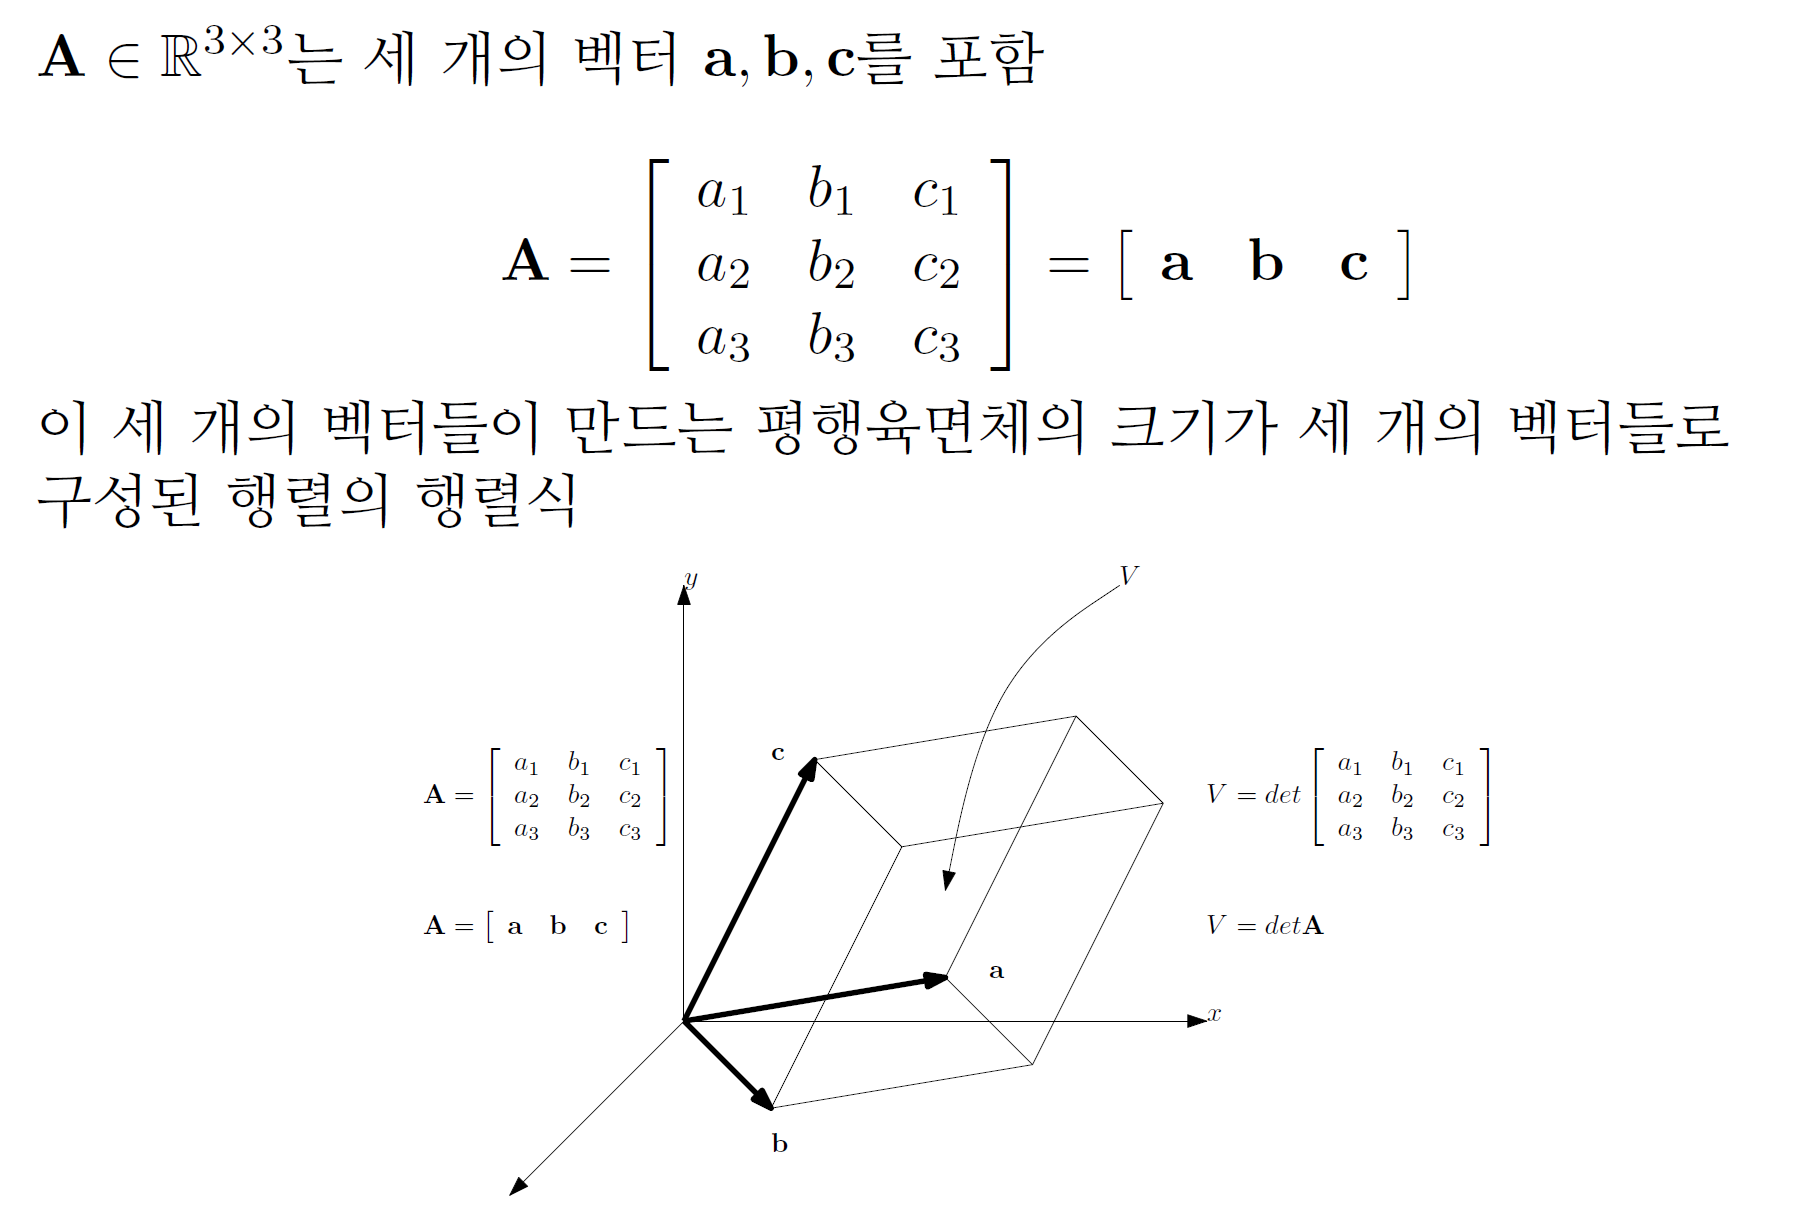 A ∈ ℝ^{3×3}는 세 개의 벡터 a, b, c를 포함
A = [ a₁ b₁ c₁ ; a₂ b₂ c₂ ; a₃ b₃ c₃ ] = [ a b c ]
이 세 개의 벡터들이 만드는 평행육면체의 크기가 세 개의 벡터들로
구성된 행렬의 행렬식
y
V
c
A = [ a₁ b₁ c₁ ; a₂ b₂ c₂ ; a₃ b₃ c₃ ]
V = det [ a₁ b₁ c₁ ; a₂ b₂ c₂ ; a₃ b₃ c₃ ]
A = [ a b c ]
V = detA
a
x
b